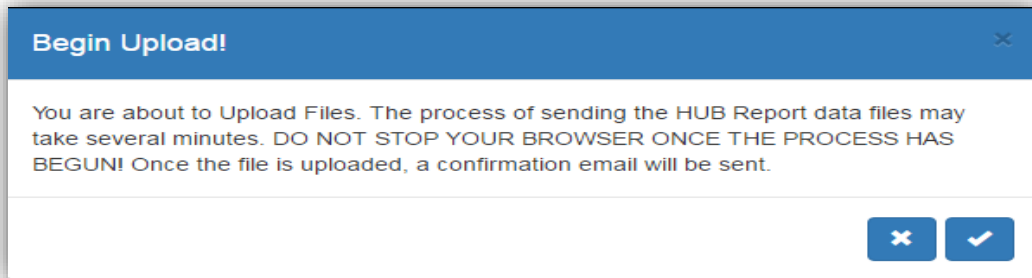 Begin Upload!
You are about to Upload Files. The process of sending the HUB Report data files may
take several minutes. DO NOT STOP YOUR BROWSER ONCE THE PROCESS HAS
BEGUN! Once the file is uploaded, a confirmation email will be sent.